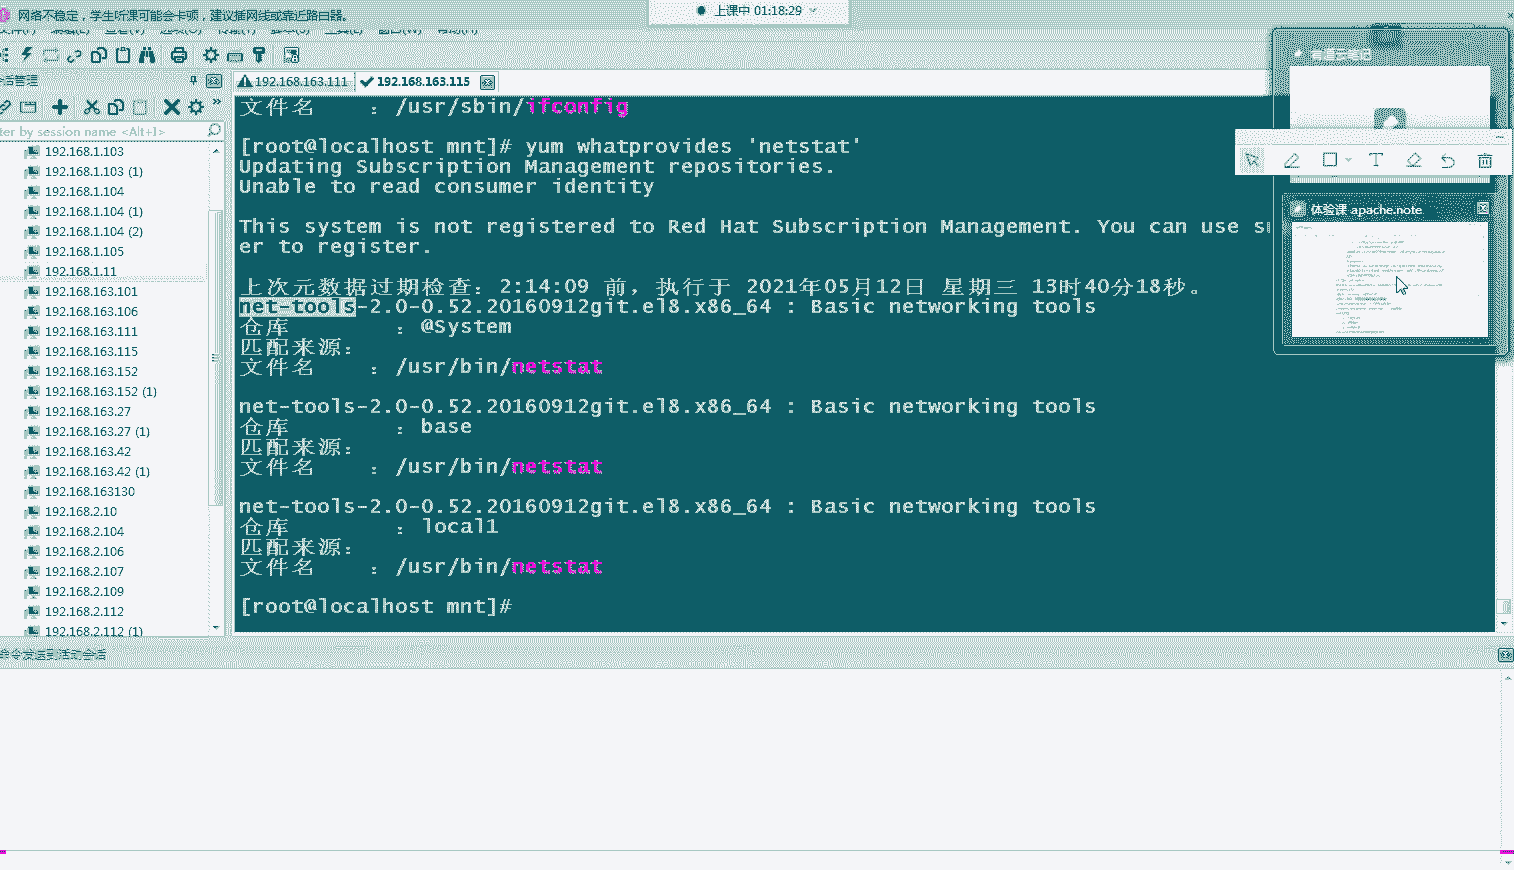 网络不稳定，学生听课可能会卡顿，建议插网线或靠近路由器。
上课中 01:18:29
192.168.163.111
192.168.163.115
ter by session name <Alt+I>
192.168.1.103
192.168.1.103 (1)
192.168.1.104
192.168.1.104 (1)
192.168.1.104 (2)
192.168.1.105
192.168.1.11
192.168.163.101
192.168.163.106
192.168.163.111
192.168.163.115
192.168.163.152
192.168.163.152 (1)
192.168.163.27
192.168.163.27 (1)
192.168.163.42
192.168.163.42 (1)
192.168.163130
192.168.2.10
192.168.2.104
192.168.2.106
192.168.2.107
192.168.2.109
192.168.2.112
192.168.2.112 (1)
文件名 : /usr/sbin/ifconfig
[root@localhost mnt]# yum whatprovides 'netstat'
Updating Subscription Management repositories.
Unable to read consumer identity
This system is not registered to Red Hat Subscription Management. You can use s
er to register.
上次元数据过期检查：2:14:09 前，执行于 2021年05月12日 星期三 13时40分18秒。
net-tools-2.0-0.52.20160912git.el8.x86_64 : Basic networking tools
仓库 : @System
匹配来源：
文件名 : /usr/bin/netstat
net-tools-2.0-0.52.20160912git.el8.x86_64 : Basic networking tools
仓库 : base
匹配来源：
文件名 : /usr/bin/netstat
net-tools-2.0-0.52.20160912git.el8.x86_64 : Basic networking tools
仓库 : local1
匹配来源：
文件名 : /usr/bin/netstat
[root@localhost mnt]#
体验课 apache.note
命令发送到活动会话